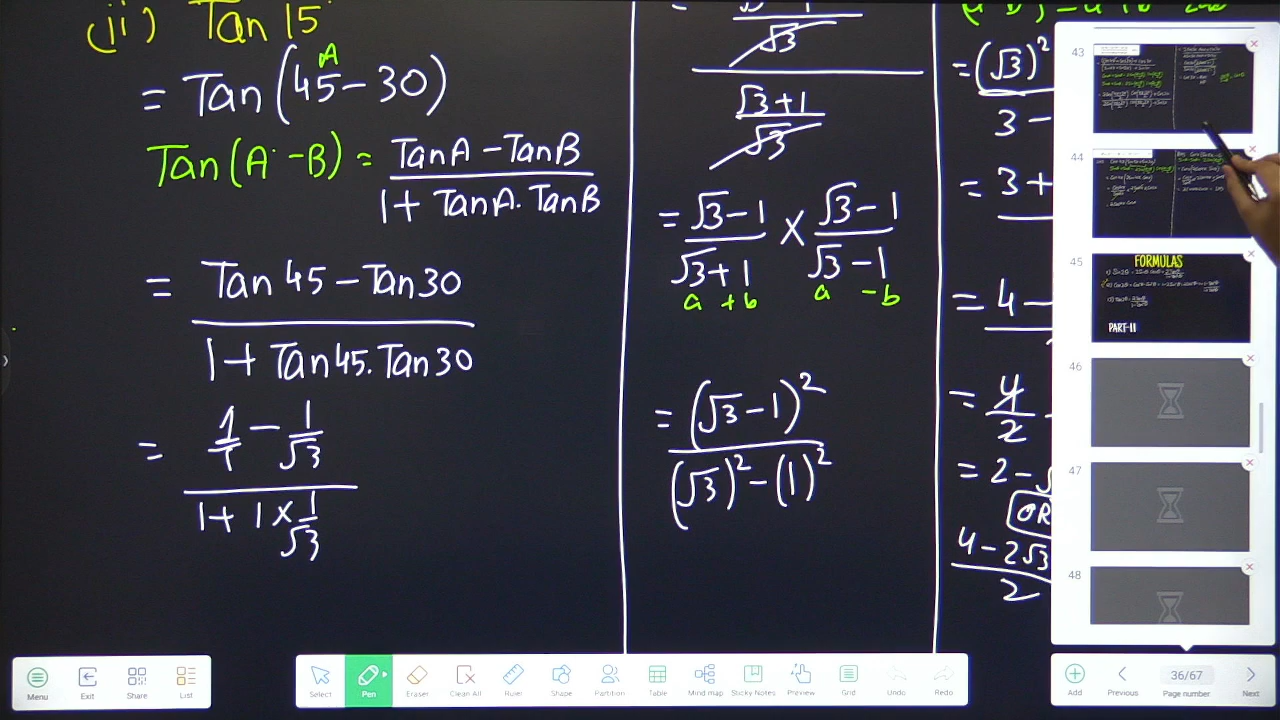 (ii) Tan 15
A
= Tan(45-30)
Tan(A-B) = TanA - TanB
1 + TanA. TanB
= Tan 45 - Tan 30
1 + Tan45. Tan30
= 1/1 - 1/√3
1 + 1 × 1/√3
√3
√3+1
√3
= √3-1 × √3-1
√3+1 √3-1
a +b a -b
= (√3-1)²
(√3)² - (1)²
= (√3)²
3 -
= 3+
= 4 -
= 4/2
= 2 - √
OR
4 - 2√3
2
43
44
45
FORMULAS
PART-II
46
47
48
Menu Exit Share List
Select Pen Eraser Clean All Ruler Shape Partition Table Mind map Sticky Notes Preview Grid Undo Redo
Add Previous 36/67 Next
Page number